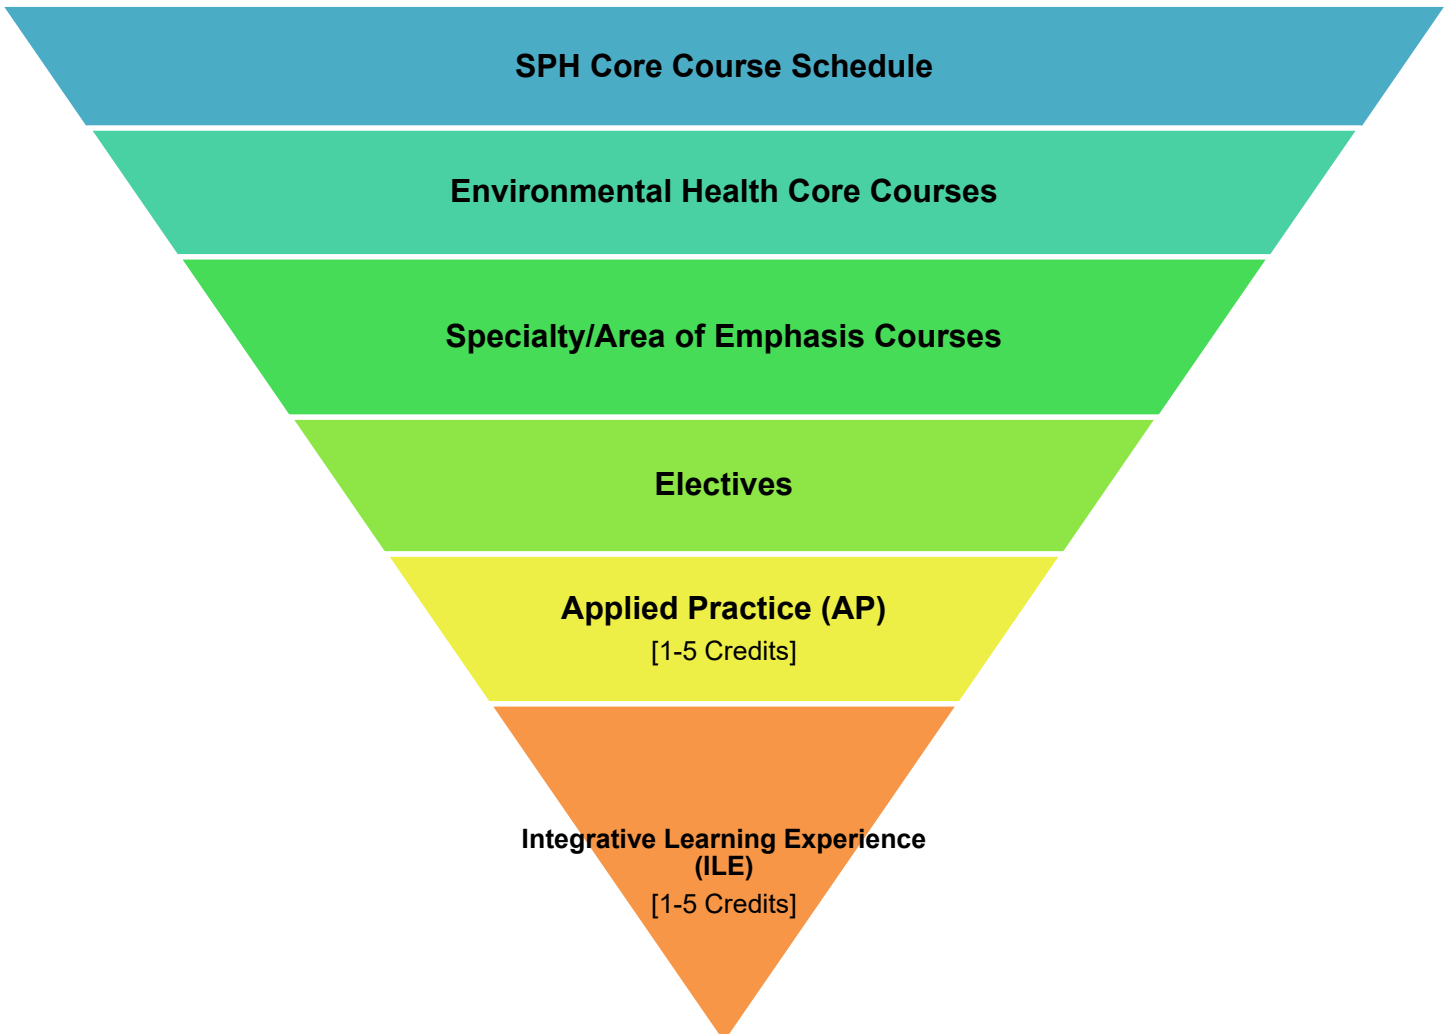 SPH Core Course Schedule
Environmental Health Core Courses
Specialty/Area of Emphasis Courses
Electives
Applied Practice (AP)
[1-5 Credits]
Integrative Learning Experience
(ILE)
[1-5 Credits]